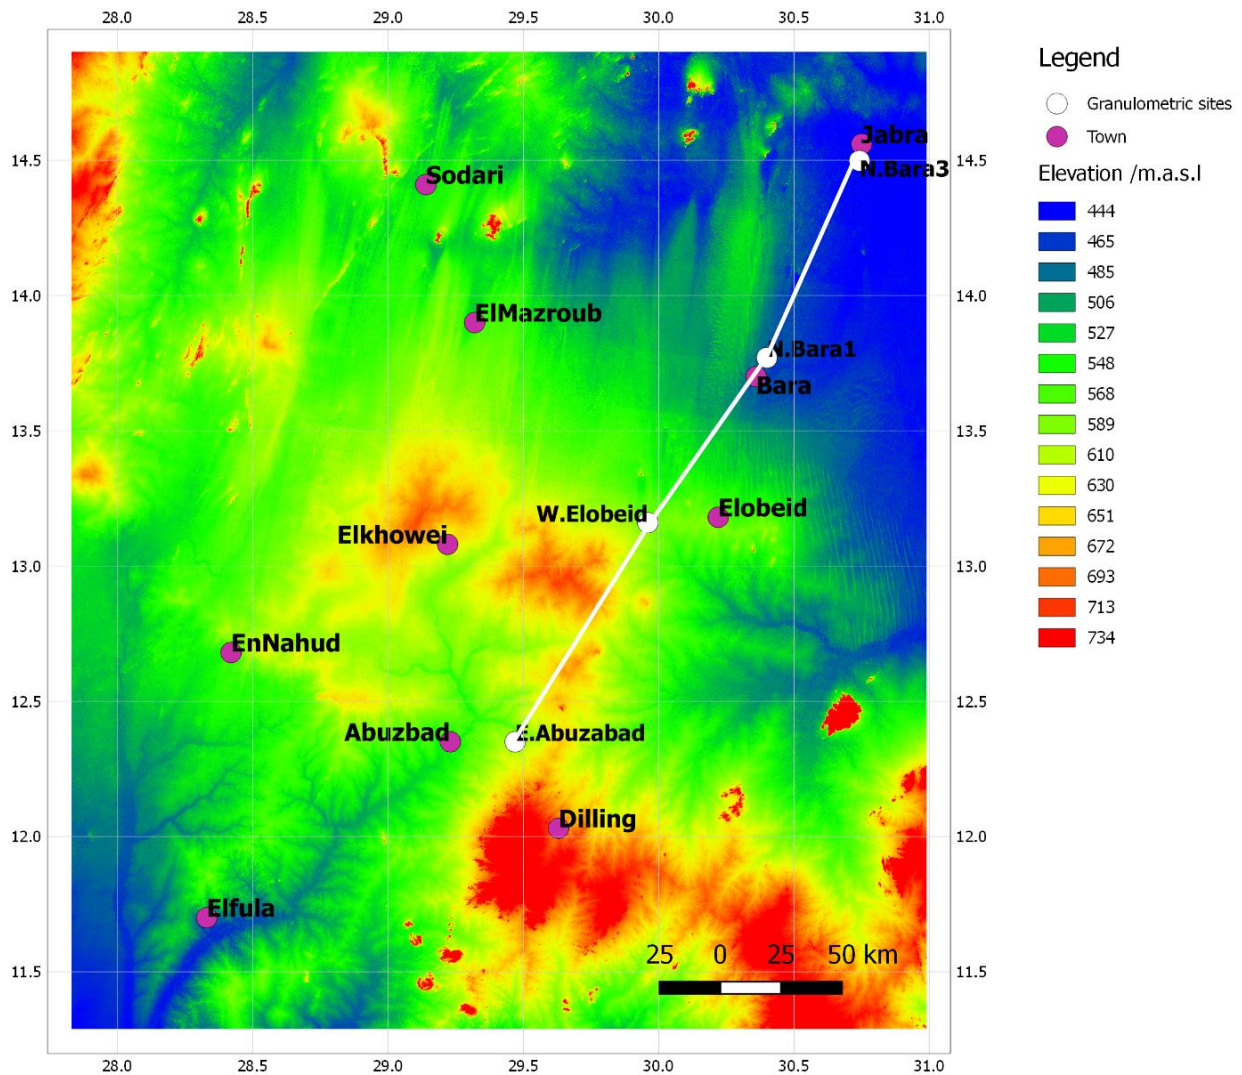 28.5 29.0 29.5 30.0 30.5 31.0
Legend
Granulometric sites
Town
Elevation /m.a.s.l
444
465
485
506
527
548
568
589
610
630
651
672
693
713
734
Jabra
14.5 14.5
N.Bara3
Sodari
14.0 14.0
ElMazroub
N.Bara1
Bara
13.5 13.5
W.Elobeid
Elobeid
Elkhowei
13.0 13.0
EnNahud
12.5 12.5
Abuzbad
E.Abuzabad
Dilling
12.0 12.0
Elfula
25 0 25 50 km
11.5 11.5
28.0 28.5 29.0 29.5 30.0 30.5 31.0